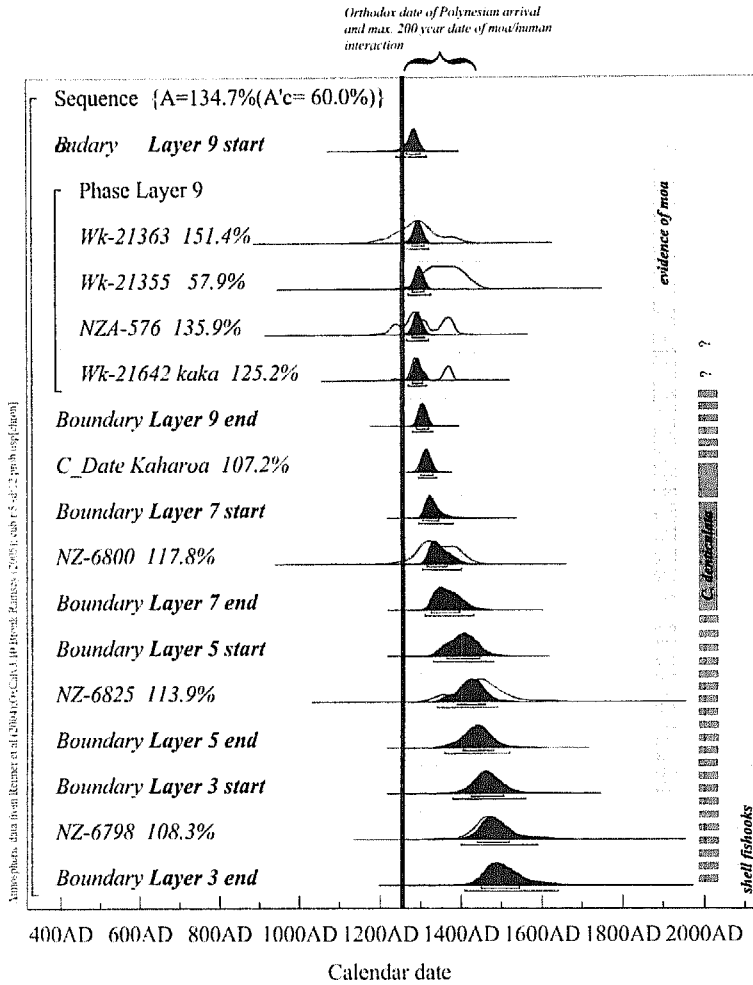 Orthodox date of Polynesian arrival
and max. 200 year date of moa/human
interaction
Sequence {A=134.7%(A'c= 60.0%)}
Layer 9 start
Phase Layer 9
Wk-21363 151.4%
Wk-21355 57.9%
NZA-576 135.9%
Wk-21642 kaka 125.2%
Boundary Layer 9 end
C_Date Kaharoa 107.2%
Boundary Layer 7 start
NZ-6800 117.8%
Boundary Layer 7 end
Boundary Layer 5 start
NZ-6825 113.9%
Boundary Layer 5 end
Boundary Layer 3 start
NZ-6798 108.3%
Boundary Layer 3 end
evidence of moa
? ?
C. denticulata
shell fishooks
400AD 600AD 800AD 1000AD 1200AD 1400AD 1600AD 1800AD 2000AD
Calendar date